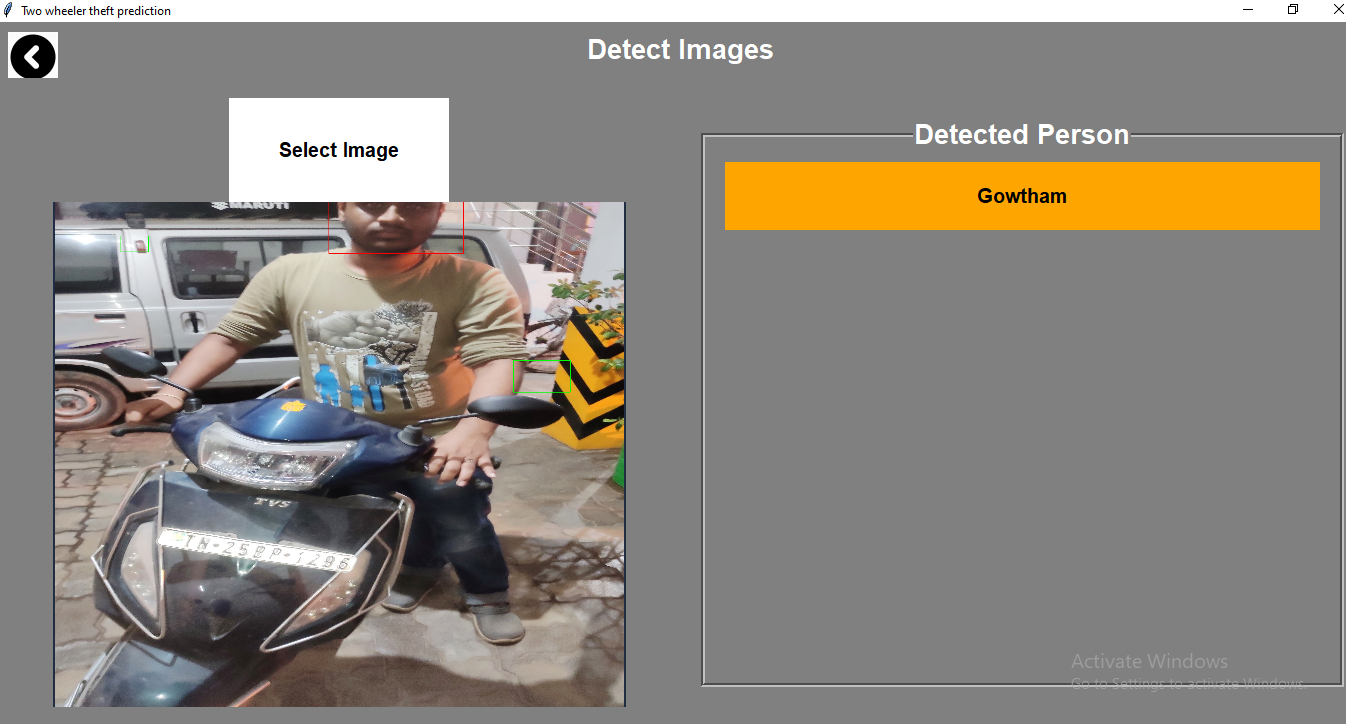 Two wheeler theft prediction
Detect Images
Select Image
Detected Person
Gowtham
MARUTI
TVS
TN-25BP-1296
Activate Windows
Go to Settings to activate Windows.